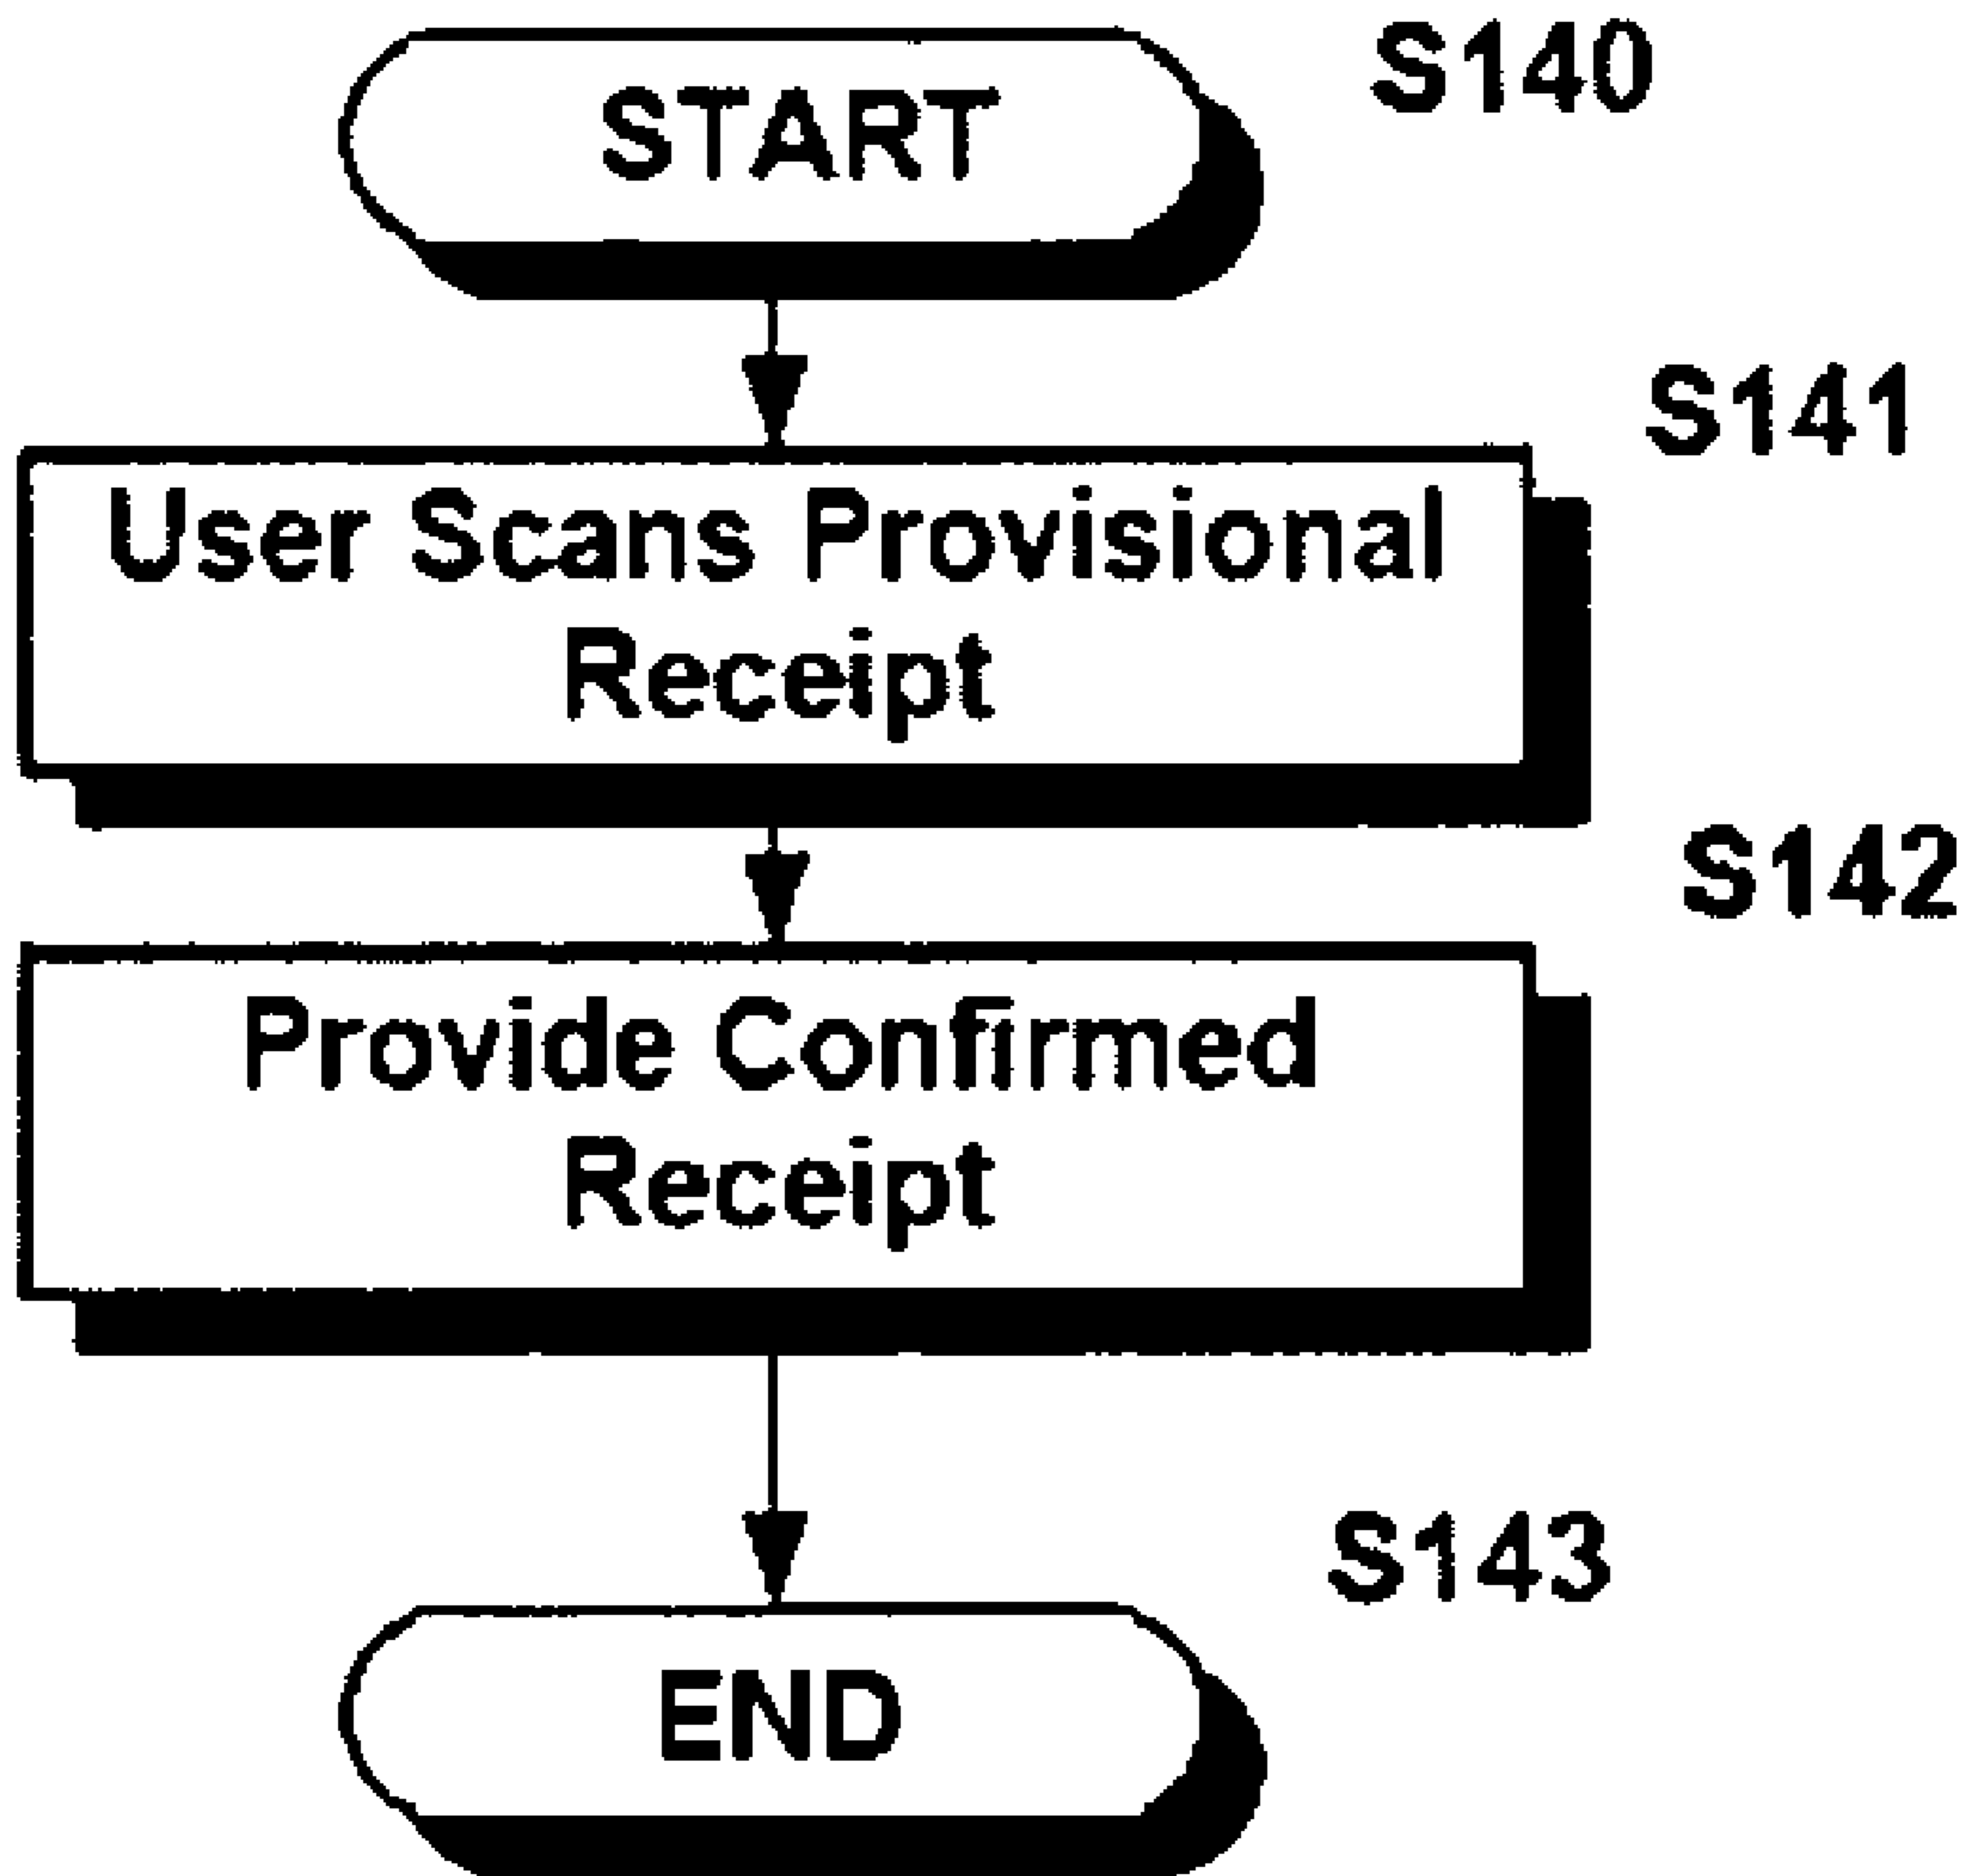 START
S140
S141
User Scans Provisional
Receipt
S142
Provide Confirmed
Receipt
S143
END